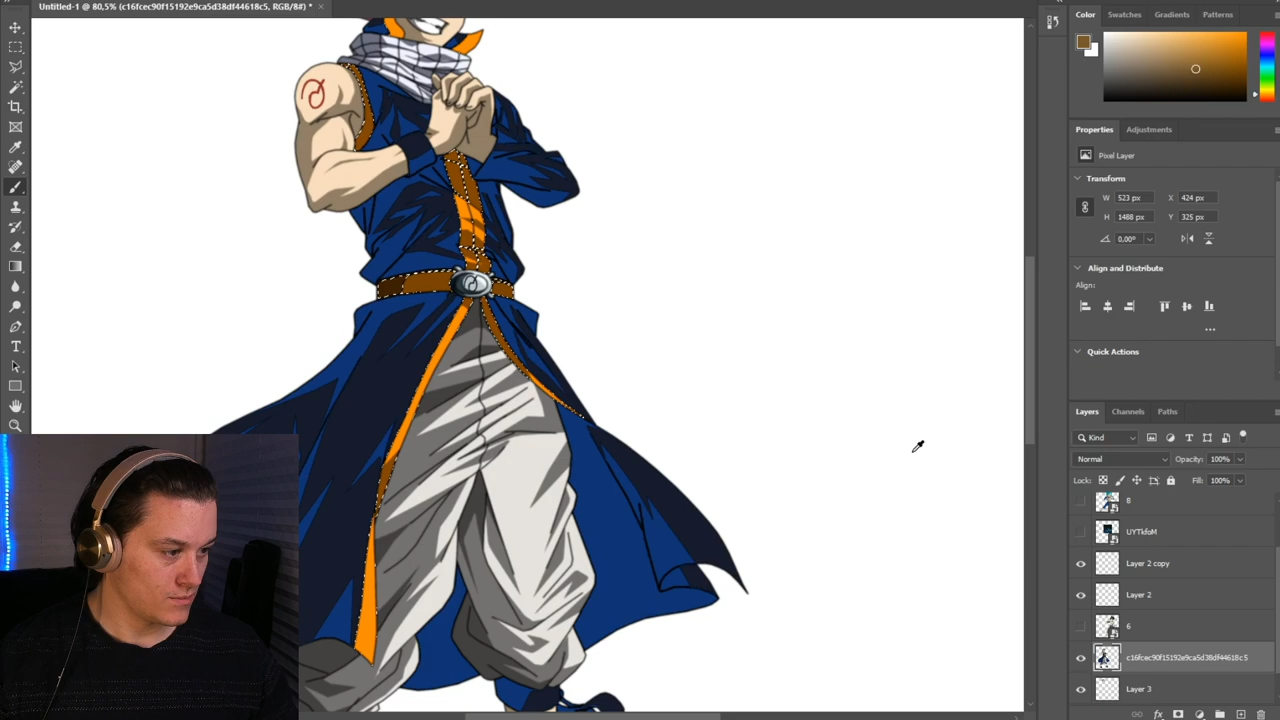 Untitled-1 @ 80,5% (c16fcec90f15192e9ca5d38df44618c5, RGB/8#) *
Color
Swatches
Gradients
Patterns
Properties
Adjustments
Pixel Layer
Transform
W 523 px X 424 px
H 1488 px Y 325 px
0,00°
Align and Distribute
Align:
Quick Actions
Layers
Channels
Paths
Kind
Normal
Opacity: 100%
Lock:
Fill: 100%
8
UYTkfoM
Layer 2 copy
Layer 2
6
c16fcec90f15192e9ca5d38df44618c5
Layer 3